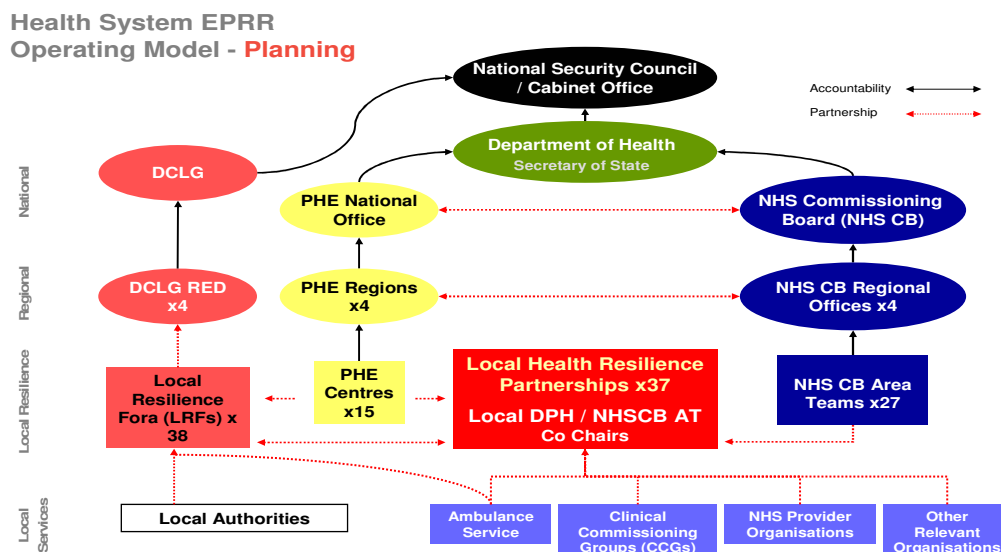 Health System EPRR
Operating Model - Planning
National Security Council
/ Cabinet Office
Accountability
Partnership
Department of Health
Secretary of State
National
DCLG
PHE National
Office
NHS Commissioning
Board (NHS CB)
Regional
DCLG RED
x4
PHE Regions
x4
NHS CB Regional
Offices x4
Local Resilience
Local
Resilience
Fora (LRFs) x
38
PHE
Centres
x15
Local Health Resilience
Partnerships x37
Local DPH / NHSCB AT
Co Chairs
NHS CB Area
Teams x27
Local
Services
Local Authorities
Ambulance
Service
Clinical
Commissioning
Groups (CCGs)
NHS Provider
Organisations
Other
Relevant
Organisations